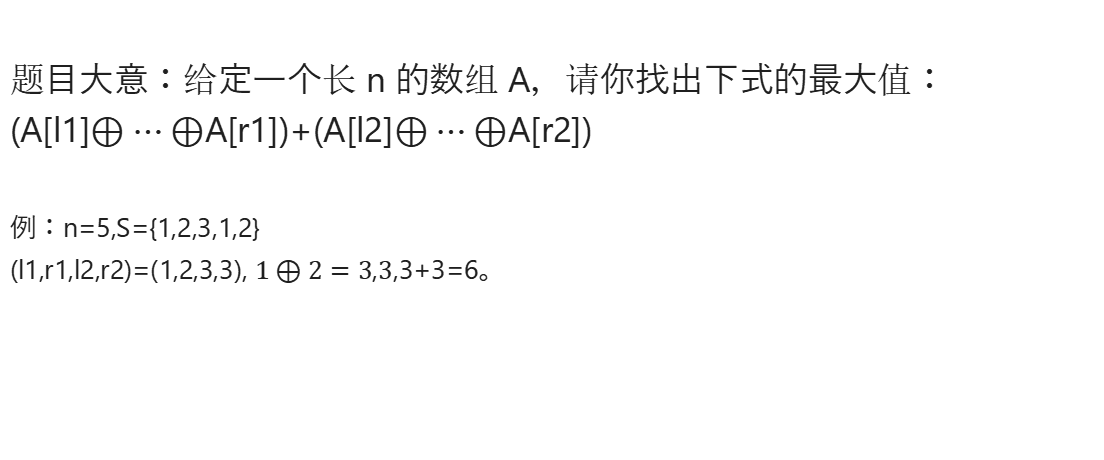 题目大意：给定一个长 n 的数组 A，请你找出下式的最大值：
(A[l1]⊕ ⋯ ⊕A[r1])+(A[l2]⊕ ⋯ ⊕A[r2])
例：n=5,S={1,2,3,1,2}
(l1,r1,l2,r2)=(1,2,3,3), 1 ⊕ 2 = 3,3,3+3=6。